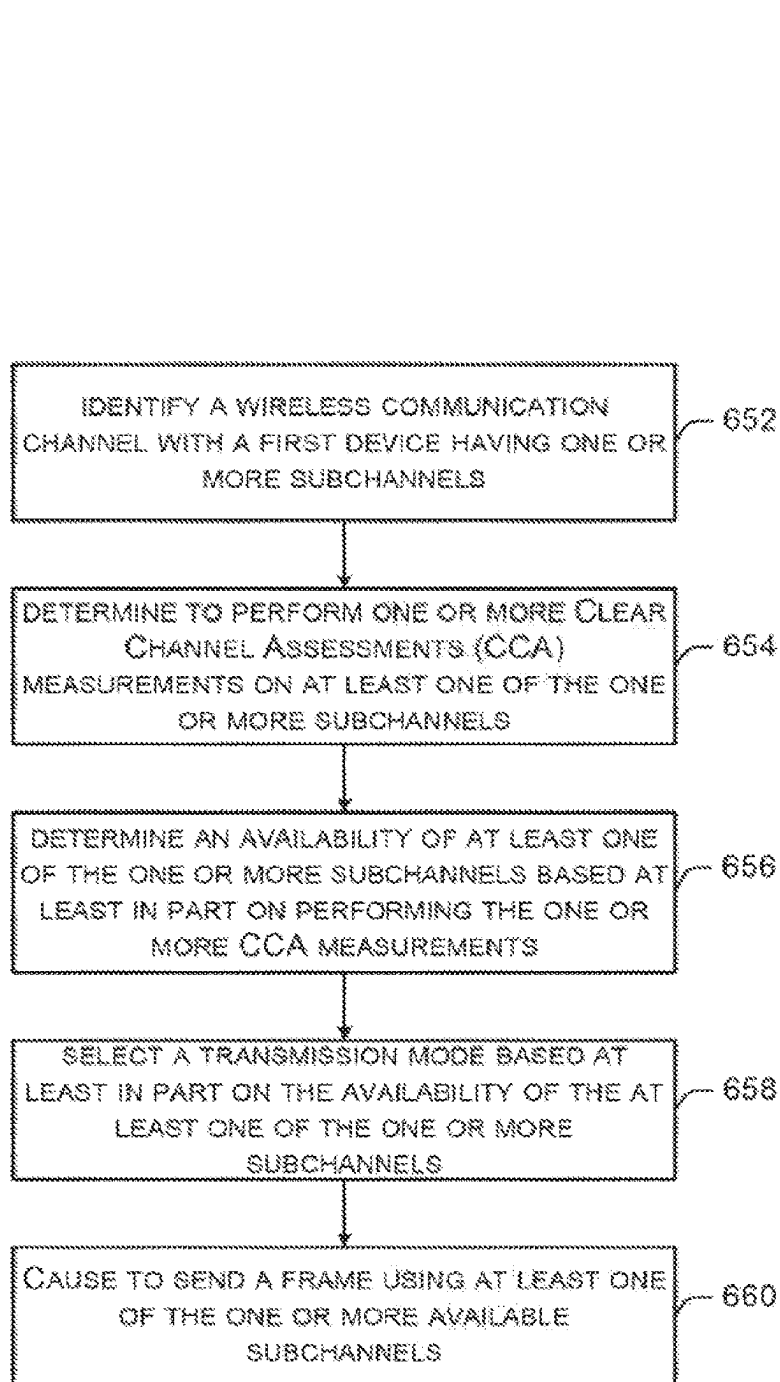 IDENTIFY A WIRELESS COMMUNICATION
CHANNEL WITH A FIRST DEVICE HAVING ONE OR
MORE SUBCHANNELS
652
DETERMINE TO PERFORM ONE OR MORE CLEAR
CHANNEL ASSESSMENTS (CCA)
MEASUREMENTS ON AT LEAST ONE OF THE ONE
OR MORE SUBCHANNELS
654
DETERMINE AN AVAILABILITY OF AT LEAST ONE
OF THE ONE OR MORE SUBCHANNELS BASED AT
LEAST IN PART ON PERFORMING THE ONE OR
MORE CCA MEASUREMENTS
656
SELECT A TRANSMISSION MODE BASED AT
LEAST IN PART ON THE AVAILABILITY OF THE AT
LEAST ONE OF THE ONE OR MORE
SUBCHANNELS
658
CAUSE TO SEND A FRAME USING AT LEAST ONE
OF THE ONE OR MORE AVAILABLE
SUBCHANNELS
660